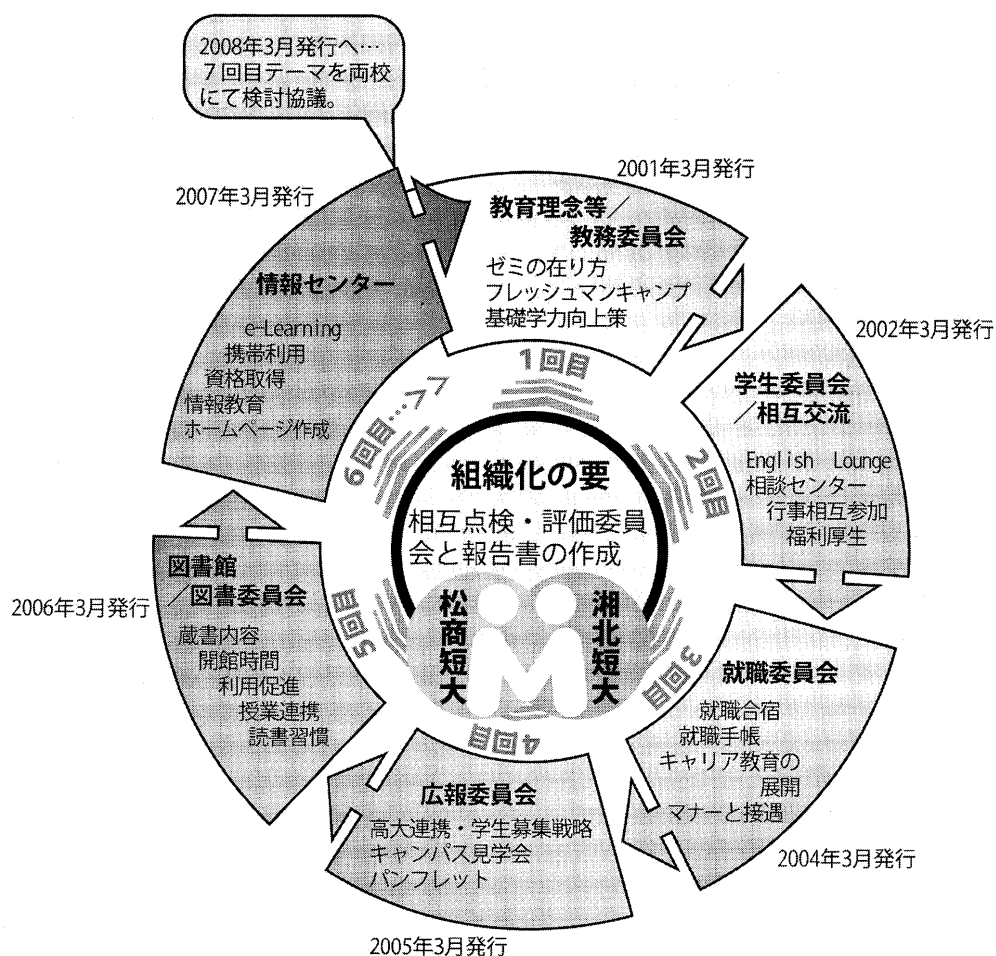 2008年3月発行へ…
7回目テーマを両校
にて検討協議。
2001年3月発行
教育理念等／
教務委員会
ゼミの在り方
フレッシュマンキャンプ
基礎学力向上策
1回目
2002年3月発行
学生委員会
／相互交流
English Lounge
相談センター
行事相互参加
福利厚生
2回目
就職委員会
就職合宿
就職手帳
キャリア教育の
展開
マナーと接遇
2004年3月発行
3回目
広報委員会
高大連携・学生募集戦略
キャンパス見学会
パンフレット
2005年3月発行
4回目
2006年3月発行
図書館
／図書委員会
蔵書内容
開館時間
利用促進
授業連携
読書習慣
5回目
2007年3月発行
情報センター
e-Learning
携帯利用
資格取得
情報教育
ホームページ作成
6回目…→7
組織化の要
相互点検・評価委員
会と報告書の作成
松商短大
湘北短大